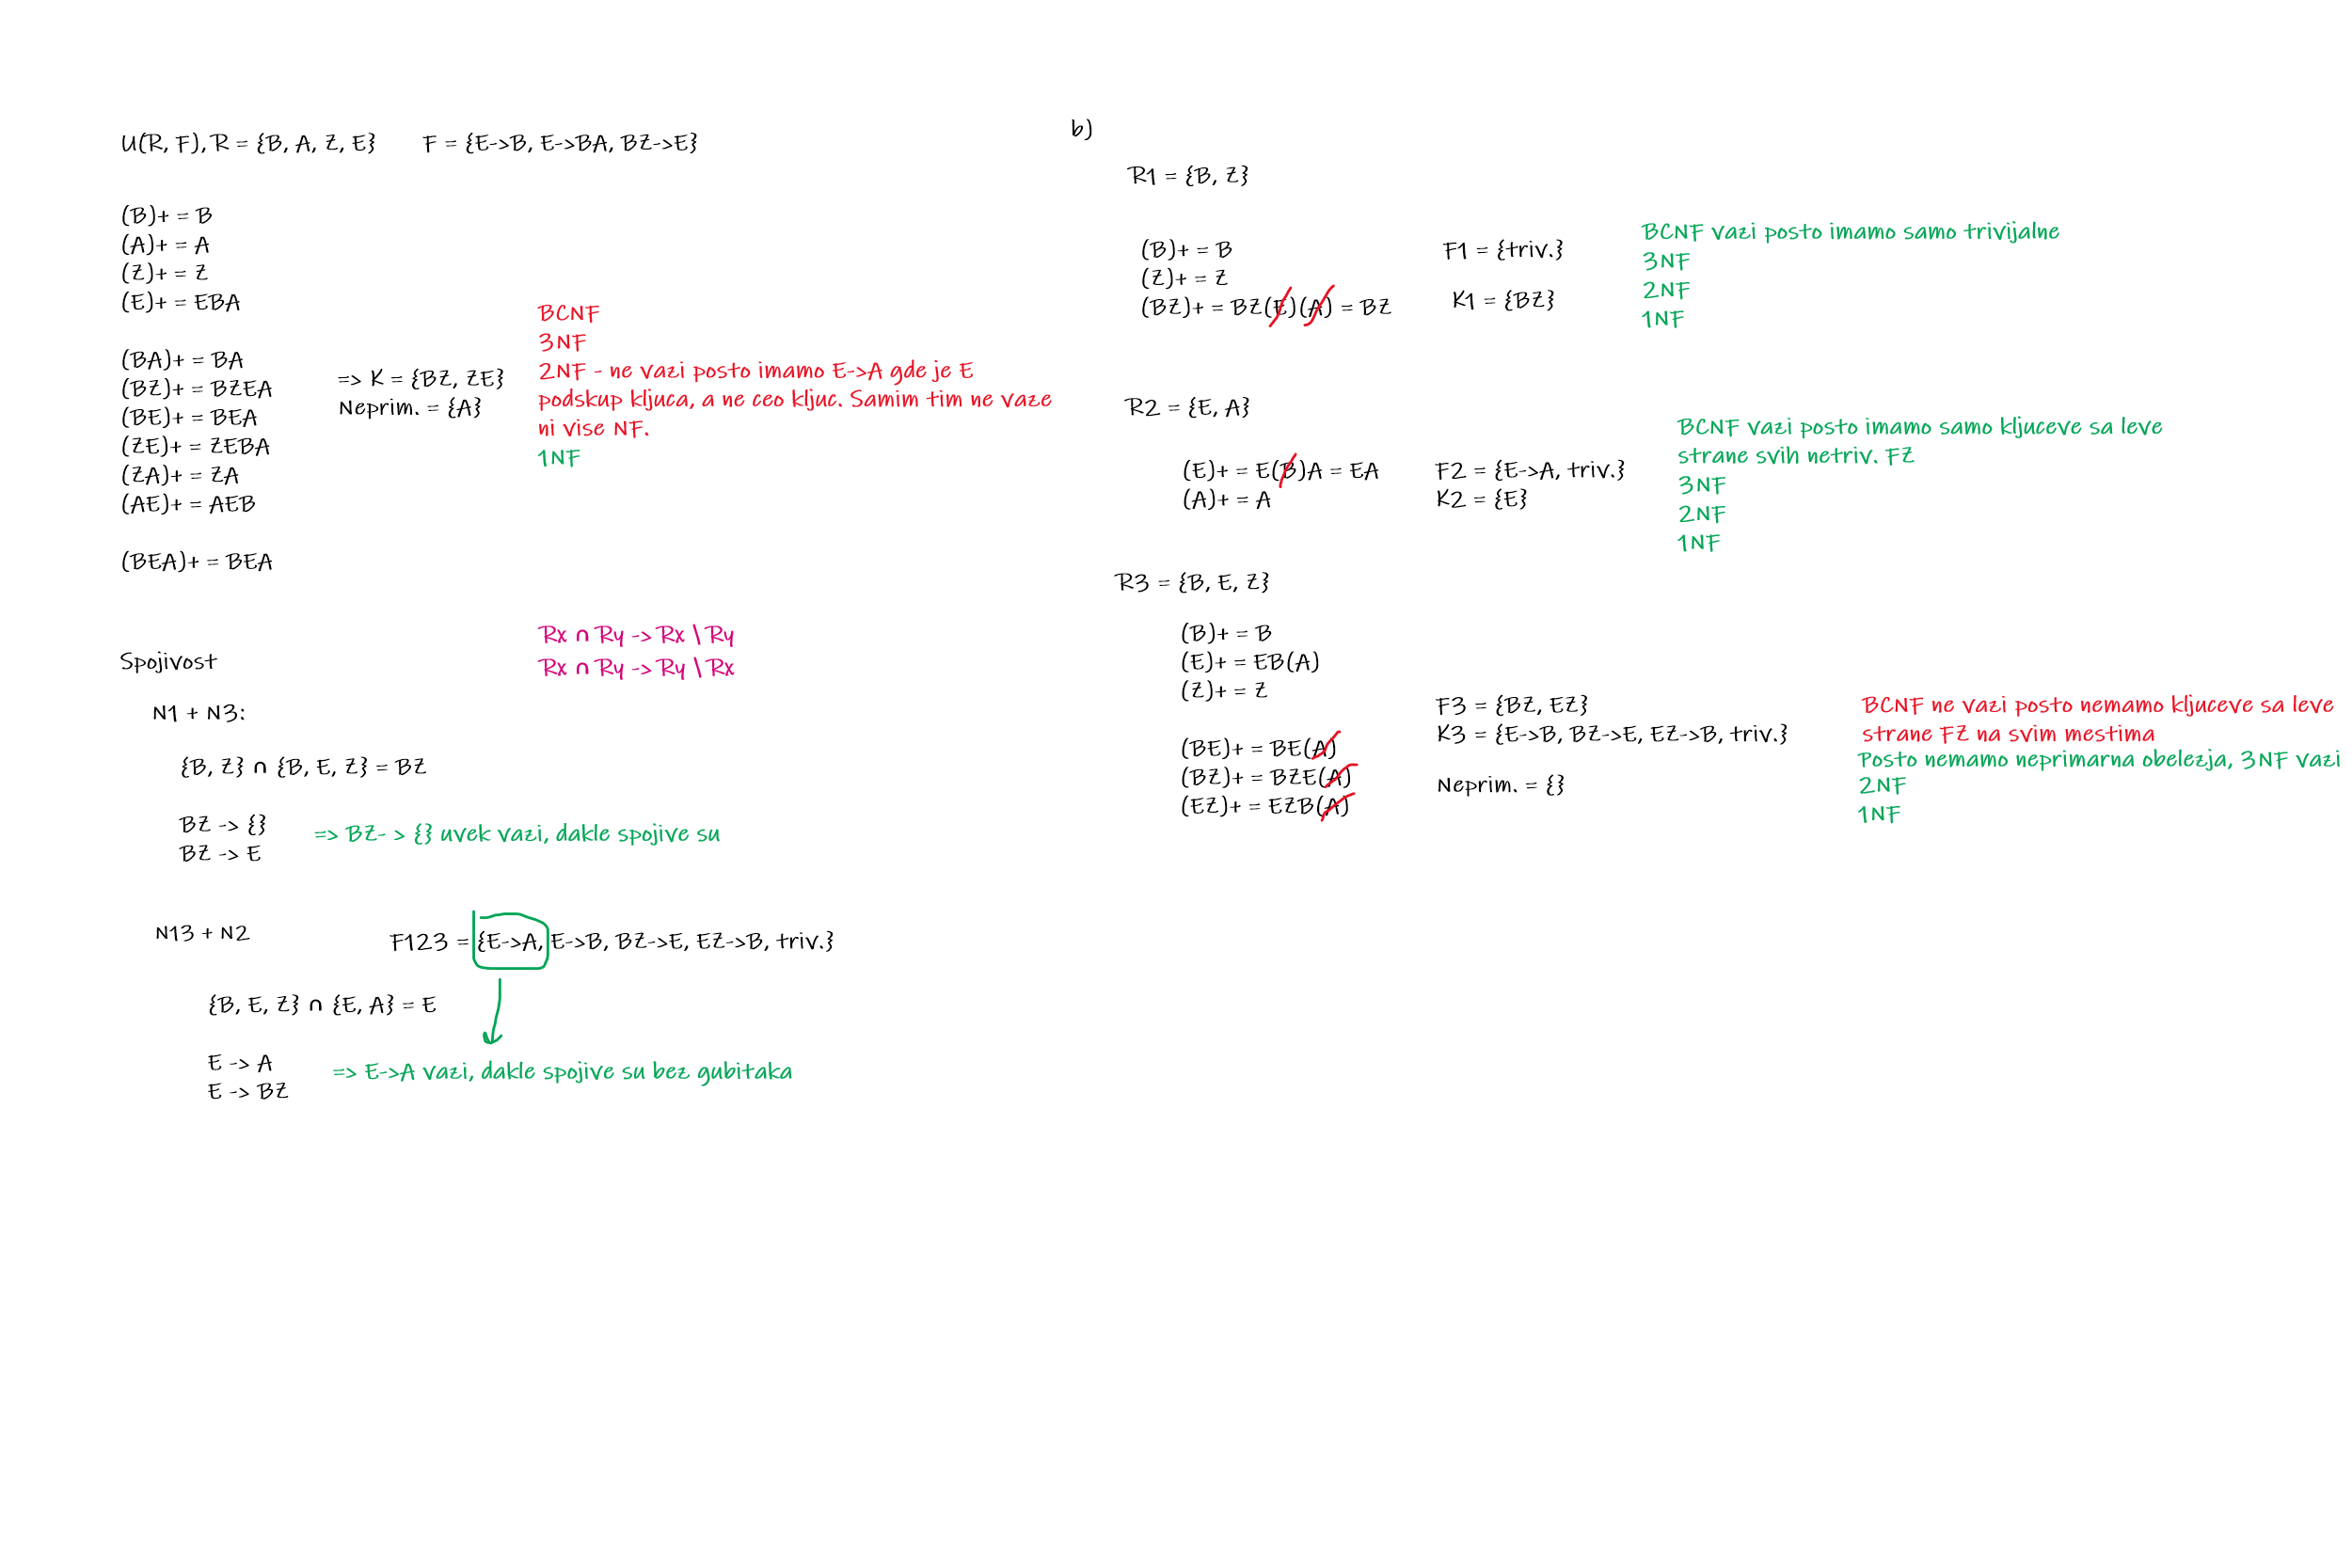 U(R, F), R = {B, A, Z, E} F = {E->B, E->BA, BZ->E}
(B)+ = B
(A)+ = A
(Z)+ = Z
(E)+ = EBA
(BA)+ = BA
(BZ)+ = BZEA
(BE)+ = BEA
(ZE)+ = ZEBA
(ZA)+ = ZA
(AE)+ = AEB
(BEA)+ = BEA
=> K = {BZ, ZE}
Neprim. = {A}
BCNF
3NF
2NF - ne vazi posto imamo E->A gde je E
podskup kljuca, a ne ceo kljuc. Samim tim ne vaze
ni vise NF.
1NF
Spojivost
Rx ∩ Ry -> Rx \ Ry
Rx ∩ Ry -> Ry \ Rx
N1 + N3:
{B, Z} ∩ {B, E, Z} = BZ
BZ -> {}
BZ -> E
=> BZ- > {} uvek vazi, dakle spojive su
N13 + N2
F123 = {E->A, E->B, BZ->E, EZ->B, triv.}
{B, E, Z} ∩ {E, A} = E
E -> A
E -> BZ
=> E->A vazi, dakle spojive su bez gubitaka
b)
R1 = {B, Z}
(B)+ = B
(Z)+ = Z
(BZ)+ = BZ(E)(A) = BZ
F1 = {triv.}
K1 = {BZ}
BCNF vazi posto imamo samo trivijalne
3NF
2NF
1NF
R2 = {E, A}
(E)+ = E(B)A = EA
(A)+ = A
F2 = {E->A, triv.}
K2 = {E}
BCNF vazi posto imamo samo kljuceve sa leve
strane svih netriv. FZ
3NF
2NF
1NF
R3 = {B, E, Z}
(B)+ = B
(E)+ = EB(A)
(Z)+ = Z
(BE)+ = BE(A)
(BZ)+ = BZE(A)
(EZ)+ = EZB(A)
F3 = {BZ, EZ}
K3 = {E->B, BZ->E, EZ->B, triv.}
Neprim. = {}
BCNF ne vazi posto nemamo kljuceve sa leve
strane FZ na svim mestima
Posto nemamo neprimarna obelezja, 3NF vazi
2NF
1NF